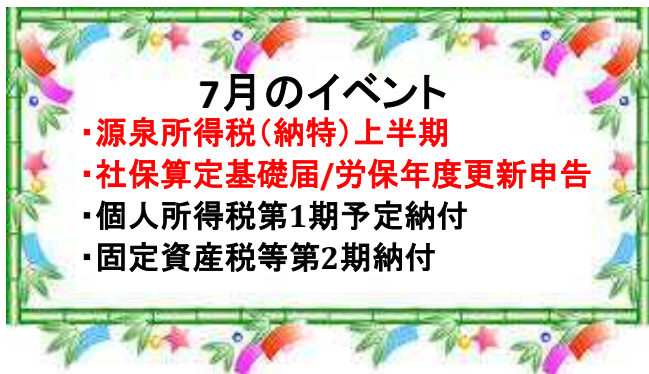 7月のイベント
・源泉所得税（納特）上半期
・社保算定基礎届/労保年度更新申告
・個人所得税第1期予定納付
・固定資産税等第2期納付